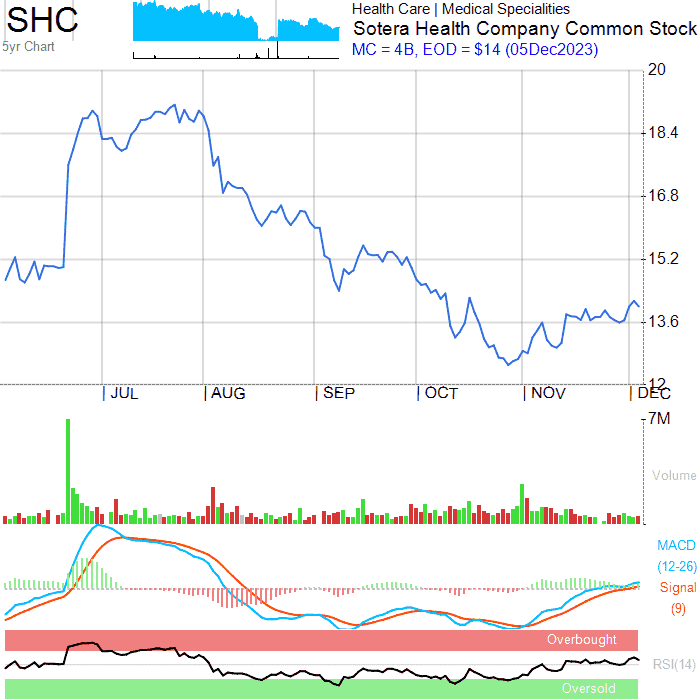 SHC
5yr Chart
Health Care | Medical Specialities
Sotera Health Company Common Stock
MC = 4B, EOD = $14 (05Dec2023)
20
18.4
16.8
15.2
13.6
12
| JUL | AUG | SEP | OCT | NOV | DEC
7M
Volume
MACD
(12-26)
Signal
(9)
Overbought
RSI(14)
Oversold